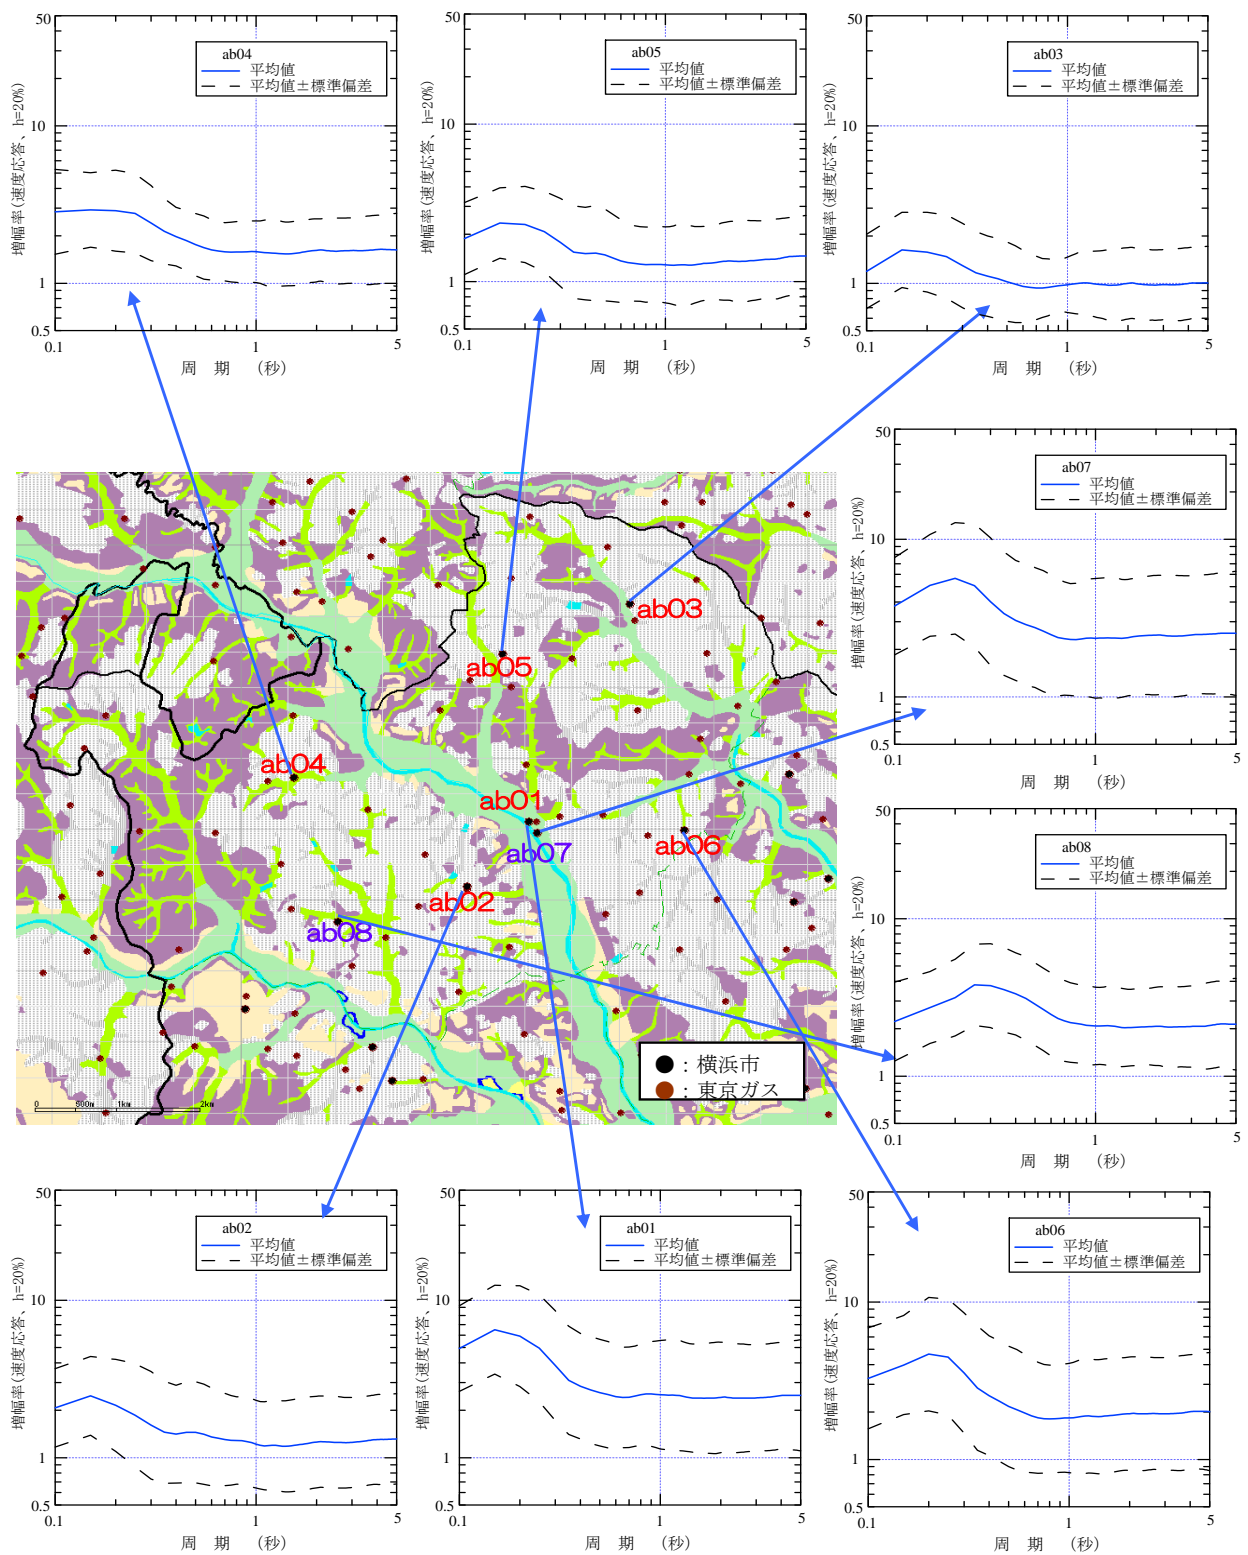 50
10
1
0.5
0.1
1
5
増幅率(速度応答、h=20%)
周 期 (秒)
ab04
平均値
平均値±標準偏差
50
10
1
0.5
0.1
1
5
増幅率(速度応答、h=20%)
周 期 (秒)
ab05
平均値
平均値±標準偏差
50
10
1
0.5
0.1
1
5
増幅率(速度応答、h=20%)
周 期 (秒)
ab03
平均値
平均値±標準偏差
50
10
1
0.5
0.1
1
5
増幅率(速度応答、h=20%)
周 期 (秒)
ab07
平均値
平均値±標準偏差
ab03
ab05
ab04
ab01
ab07
ab06
ab02
ab08
●:横浜市
●:東京ガス
0 500m 1km 2km
50
10
1
0.5
0.1
1
5
増幅率(速度応答、h=20%)
周 期 (秒)
ab08
平均値
平均値±標準偏差
50
10
1
0.5
0.1
1
5
増幅率(速度応答、h=20%)
周 期 (秒)
ab02
平均値
平均値±標準偏差
50
10
1
0.5
0.1
1
5
増幅率(速度応答、h=20%)
周 期 (秒)
ab01
平均値
平均値±標準偏差
50
10
1
0.5
0.1
1
5
増幅率(速度応答、h=20%)
周 期 (秒)
ab06
平均値
平均値±標準偏差